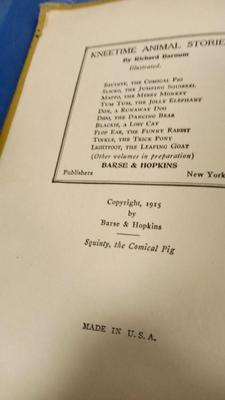 KNEETIME ANIMAL STORIE
By Richard Barnum
Illustrated.
SQUINTY, THE COMICAL PIG
SLICKO, THE JUMPING SQUIRREL
MAPPO, THE MERRY MONKEY
TUM TUM, THE JOLLY ELEPHANT
DON, A RUNAWAY DOG
DIDO, THE DANCING BEAR
BLACKIE, A LOST CAT
FLOP EAR, THE FUNNY RABBIT
TINKLE, THE TRICK PONY
LIGHTFOOT, THE LEAPING GOAT
(Other volumes in preparation)
BARSE & HOPKINS
Publishers New York
Copyright, 1915
by
Barse & Hopkins
Squinty, the Comical Pig
MADE IN U. S. A.